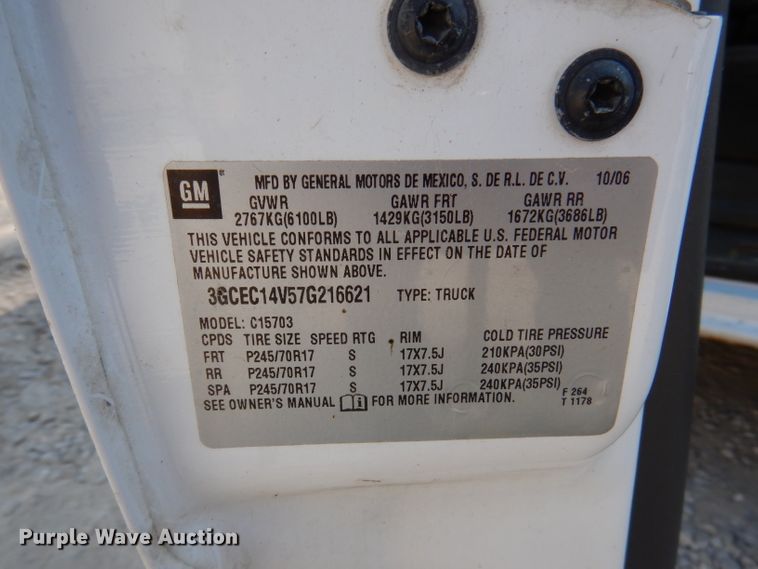 GM ® MFD BY GENERAL MOTORS DE MEXICO, S. DE R.L. DE C.V. 10/06
GVWR GAWR FRT GAWR RR
2767KG(6100LB) 1429KG(3150LB) 1672KG(3686LB)
THIS VEHICLE CONFORMS TO ALL APPLICABLE U.S. FEDERAL MOTOR
VEHICLE SAFETY STANDARDS IN EFFECT ON THE DATE OF
MANUFACTURE SHOWN ABOVE.
3GCEC14V57G216621 TYPE: TRUCK
MODEL: C15703
CPDS TIRE SIZE SPEED RTG RIM COLD TIRE PRESSURE
FRT P245/70R17 S 17X7.5J 210KPA(30PSI)
RR P245/70R17 S 17X7.5J 240KPA(35PSI)
SPA P245/70R17 S 17X7.5J 240KPA(35PSI)
SEE OWNER'S MANUAL FOR MORE INFORMATION.
F 264
T 1178
Purple Wave Auction